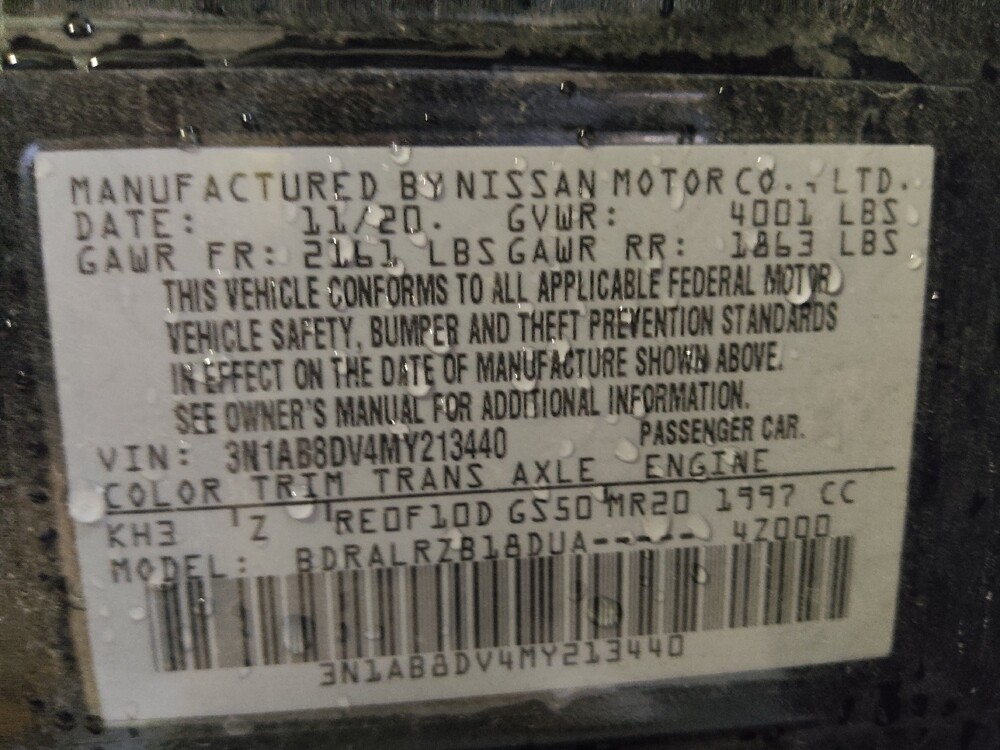 MANUFACTURED BY NISSAN MOTOR CO., LTD.
DATE: 11/20. GVWR: 4001 LBS
GAWR FR: 2161 LBS GAWR RR: 1863 LBS
THIS VEHICLE CONFORMS TO ALL APPLICABLE FEDERAL MOTOR
VEHICLE SAFETY, BUMPER AND THEFT PREVENTION STANDARDS
IN EFFECT ON THE DATE OF MANUFACTURE SHOWN ABOVE.
SEE OWNER'S MANUAL FOR ADDITIONAL INFORMATION.
VIN: 3N1AB8DV4MY213440 PASSENGER CAR.
COLOR TRIM TRANS AXLE ENGINE
KH3 Z RE0F10D GS50 MR20 1997 CC
MODEL: BDRALRZB18DUA----- 4Z000
3N1AB8DV4MY213440